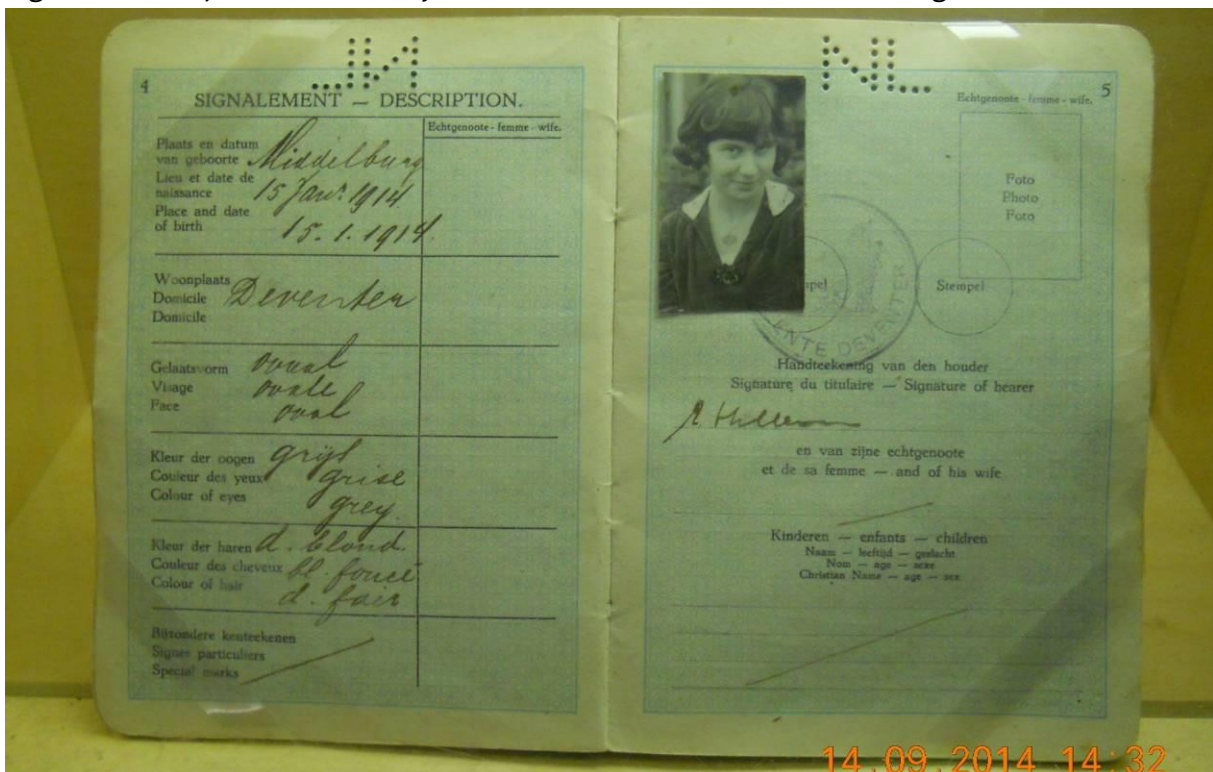 4
SIGNALEMENT — DESCRIPTION.
Echtgenoote - femme - wife.
Plaats en datum
van geboorte Middelburg
Lieu et date de
naissance 15 Jan. 1914
Place and date
of birth 15.1.1914.
Woonplaats
Domicile Deventer
Domicile
Gelaatsvorm ovaal
Visage ovale
Face oval
Kleur der oogen grijs
Couleur des yeux grise
Colour of eyes grey.
Kleur der haren d. blond.
Couleur des cheveux bl. foncé
Colour of hair d. fair
Bijzondere kenteekenen
Signes particuliers
Special marks
NL
5
Echtgenoote - femme - wife.
Foto
Photo
Foto
Stempel
ENTE DEVENTER
Handteekening van den houder
Signature du titulaire — Signature of bearer
en van zijne echtgenoote
et de sa femme — and of his wife
Kinderen — enfants — children
Naam — leeftijd — geslacht
Nom — age — sexe
Christian Name — age — sex
14.09.2014 14:32